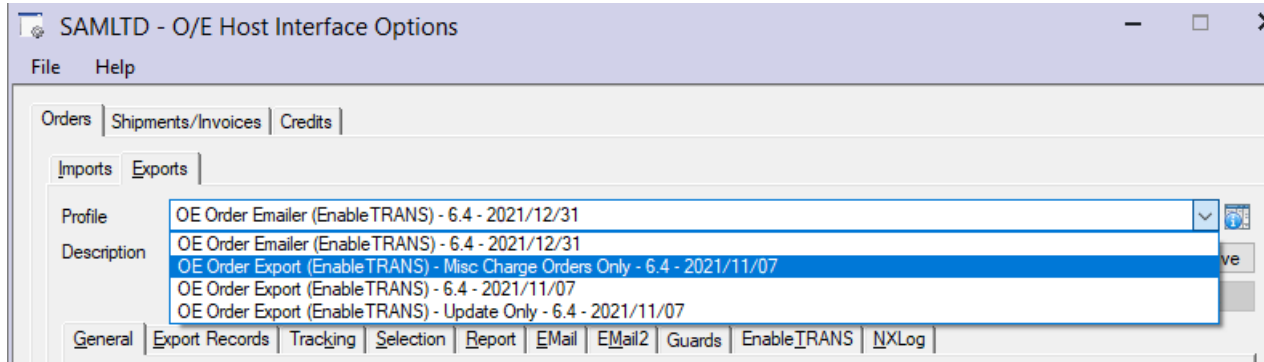 SAMLTD - O/E Host Interface Options
File Help
Orders Shipments/Invoices Credits
Imports Exports
Profile OE Order Emailer (EnableTRANS) - 6.4 - 2021/12/31
Description OE Order Emailer (EnableTRANS) - 6.4 - 2021/12/31
OE Order Export (EnableTRANS) - Misc Charge Orders Only - 6.4 - 2021/11/07
OE Order Export (EnableTRANS) - 6.4 - 2021/11/07
OE Order Export (EnableTRANS) - Update Only - 6.4 - 2021/11/07
General Export Records Tracking Selection Report EMail EMail2 Guards EnableTRANS NXLog